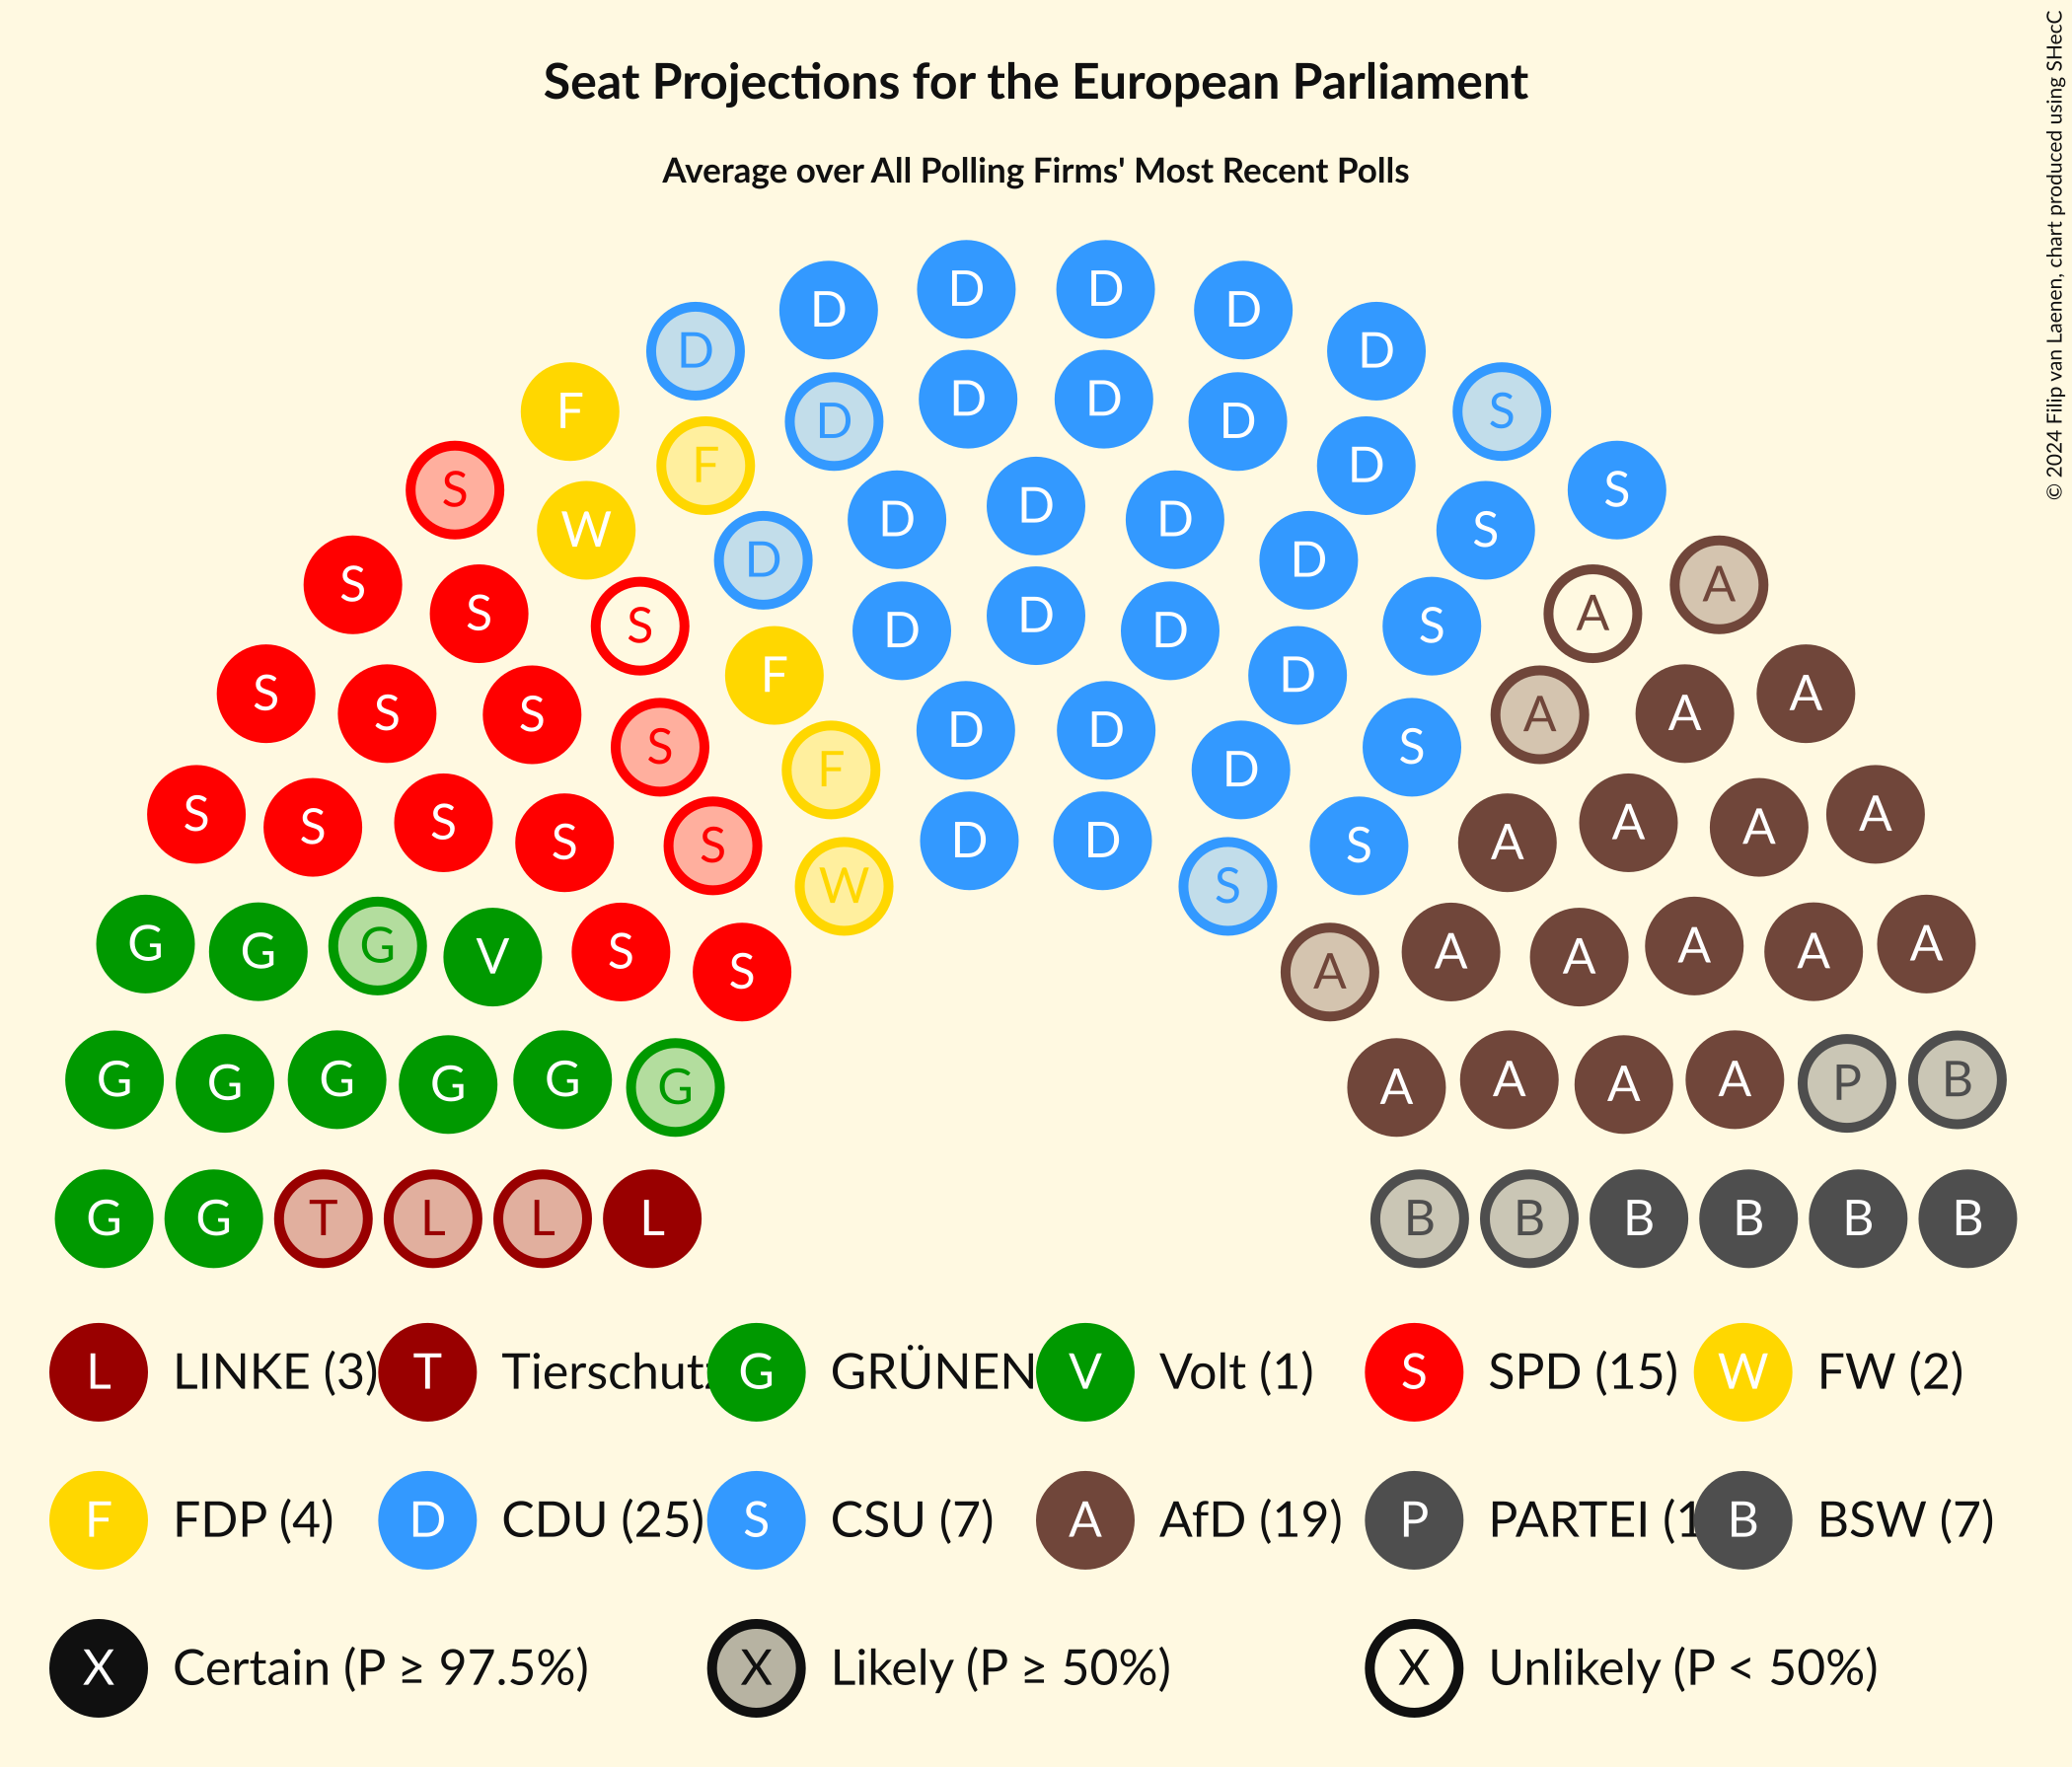 Seat Projections for the European Parliament
Average over All Polling Firms' Most Recent Polls
© 2024 Filip van Laenen, chart produced using SHecC
D D D D
D D S
F D D D D S
S F D D S
W D D D
S S S D D A A
F D D D D S
S S S S D D D S A A A
S S S S S F D D D S A A A A
W S
G G G V S S A A A A A A
G G G G G G A A A A P B
G G T L L L B B B B B B
L LINKE (3) T Tierschutz G GRÜNEN V Volt (1) S SPD (15) W FW (2)
F FDP (4) D CDU (25) S CSU (7) A AfD (19) P PARTEI (1 B BSW (7)
X Certain (P ≥ 97.5%) X Likely (P ≥ 50%) X Unlikely (P < 50%)